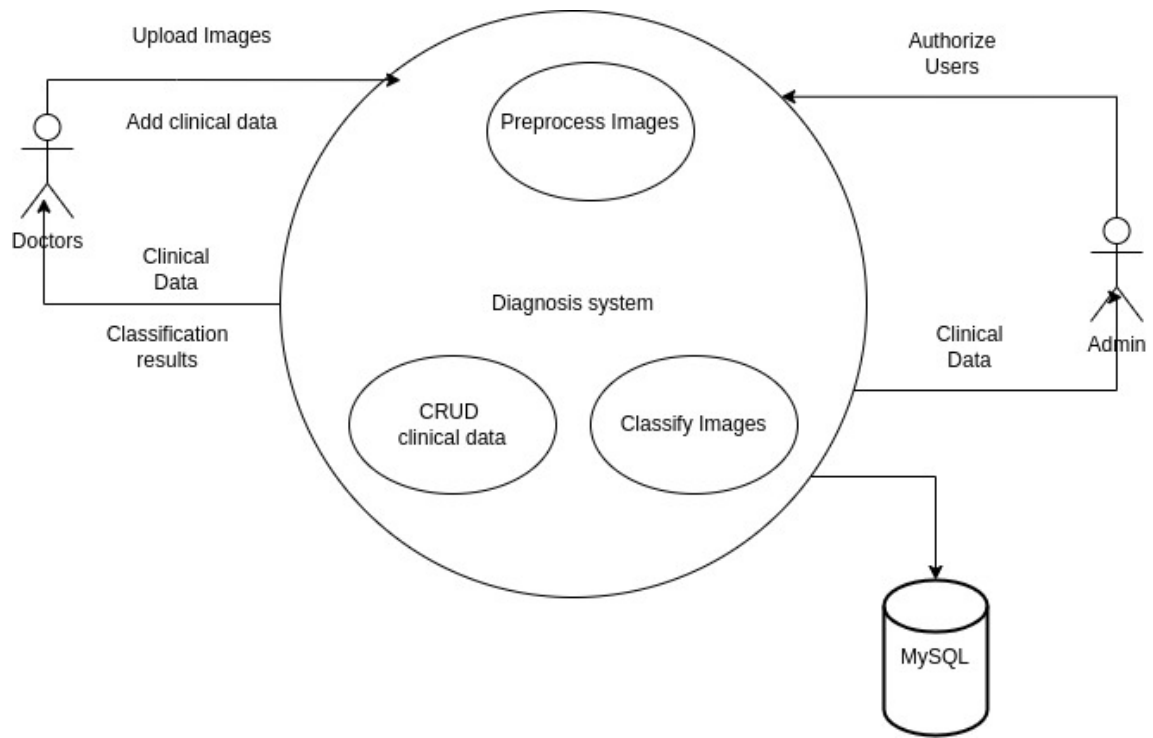 Upload Images
Authorize
Users
Add clinical data
Preprocess Images
Doctors
Clinical
Data
Diagnosis system
Classification
results
Clinical
Data
Admin
CRUD
clinical data
Classify Images
MySQL